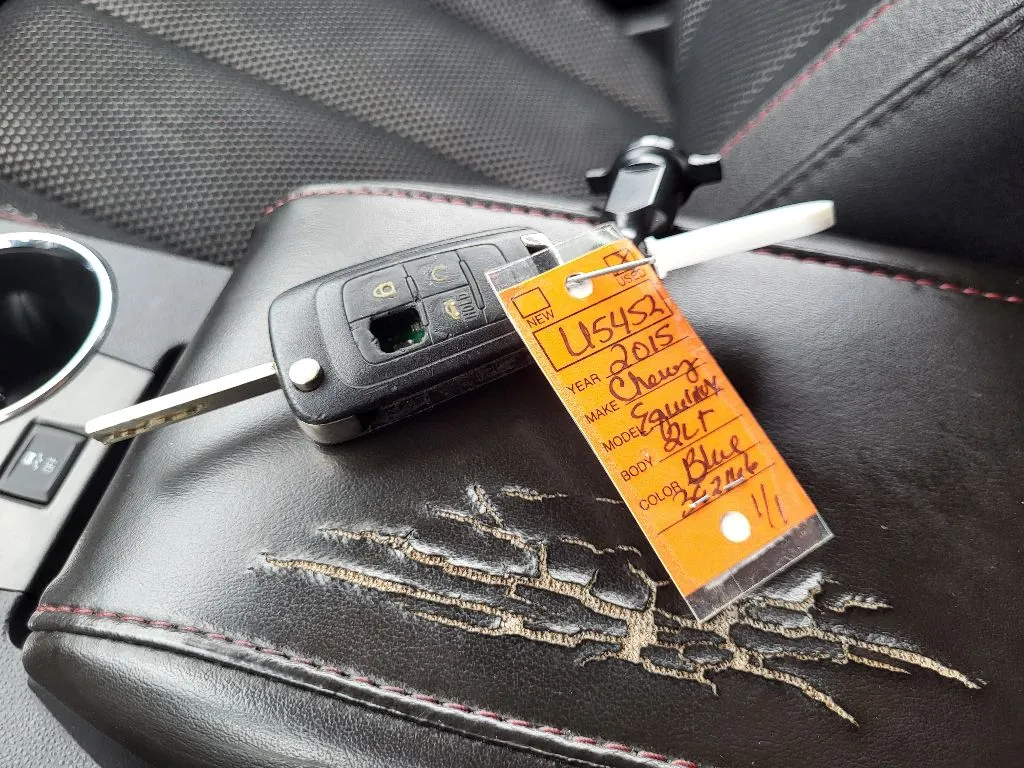 USED
NEW
U5452
YEAR 2015
MAKE Chevy
MODEL Equinox
BODY 2LT
COLOR Blue
1/1